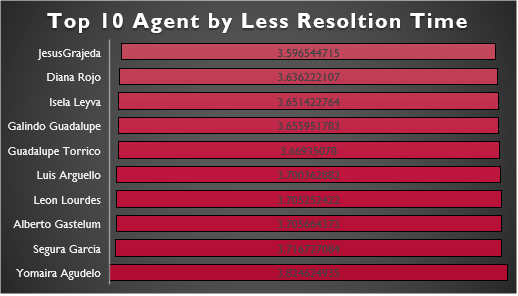 Top 10 Agent by Less Resoltion Time
JesusGrajeda 3.596544715
Diana Rojo 3.636222107
Isela Leyva 3.651422764
Galindo Guadalupe 3.655951783
Guadalupe Torrico 3.66935078
Luis Arguello
Leon Lourdes
Alberto Gastelum
Segura Garcia
Yomaira Agudelo